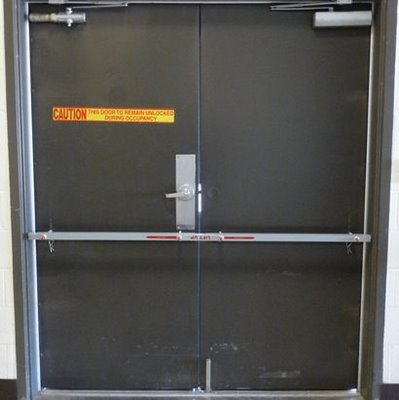 CAUTION THIS DOOR TO REMAIN UNLOCKED
DURING OCCUPANCY